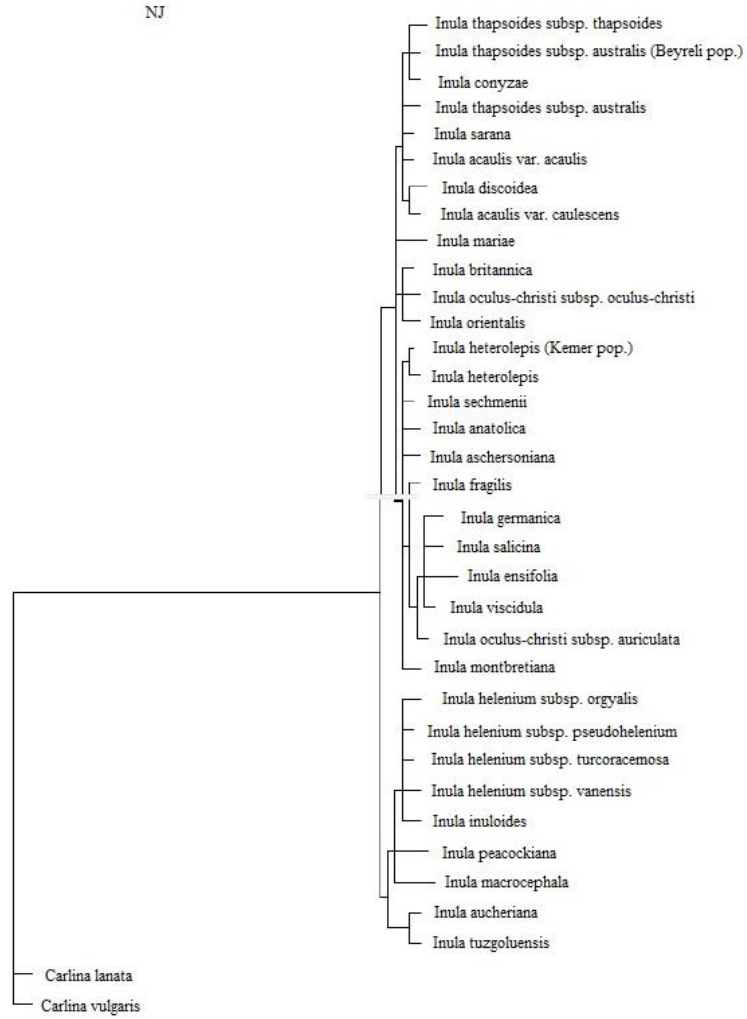 NJ
Inula thapsoides subsp. thapsoides
Inula thapsoides subsp. australis (Beyreli pop.)
Inula conyzae
Inula thapsoides subsp. australis
Inula sarana
Inula acaulis var. acaulis
Inula discoidea
Inula acaulis var. caulescens
Inula mariae
Inula britannica
Inula oculus-christi subsp. oculus-christi
Inula orientalis
Inula heterolepis (Kemer pop.)
Inula heterolepis
Inula sechmenii
Inula anatolica
Inula aschersoniana
Inula fragilis
Inula germanica
Inula salicina
Inula ensifolia
Inula viscidula
Inula oculus-christi subsp. auriculata
Inula montbretiana
Inula helenium subsp. orgyalis
Inula helenium subsp. pseudohelenium
Inula helenium subsp. turcoracemosa
Inula helenium subsp. vanensis
Inula inuloides
Inula peacockiana
Inula macrocephala
Inula aucheriana
Inula tuzgoluensis
Carlina lanata
Carlina vulgaris